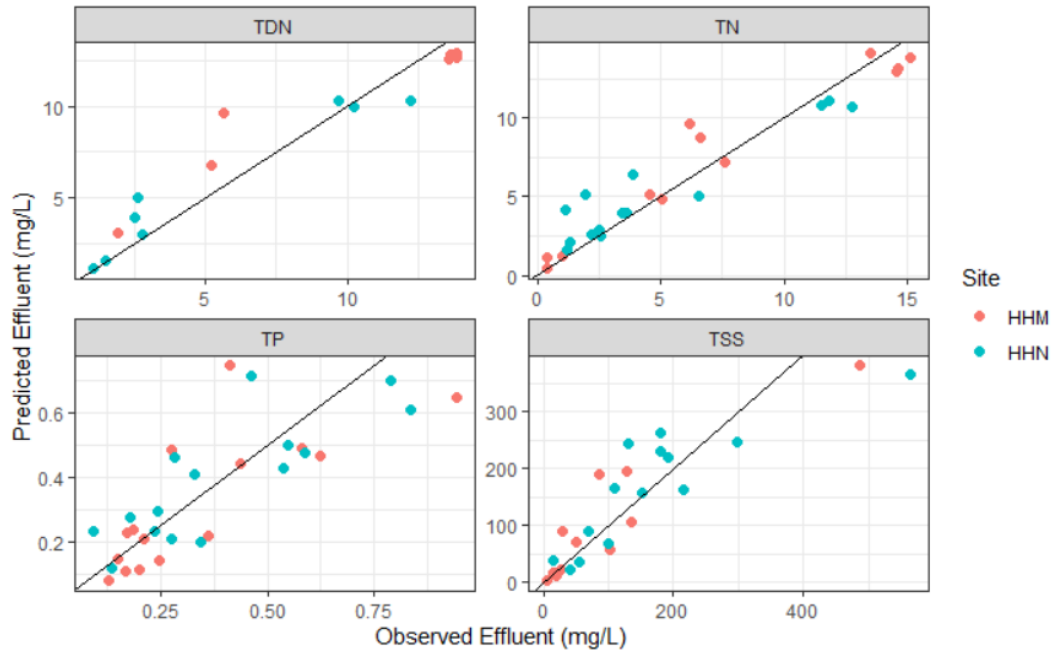 TDN
TN
10
5
5
10
10
5
0
0
5
10
15
TP
TSS
0.6
0.4
0.2
0.25
0.50
0.75
300
200
100
0
0
200
400
Predicted Effluent (mg/L)
Observed Effluent (mg/L)
Site
HHM
HHN